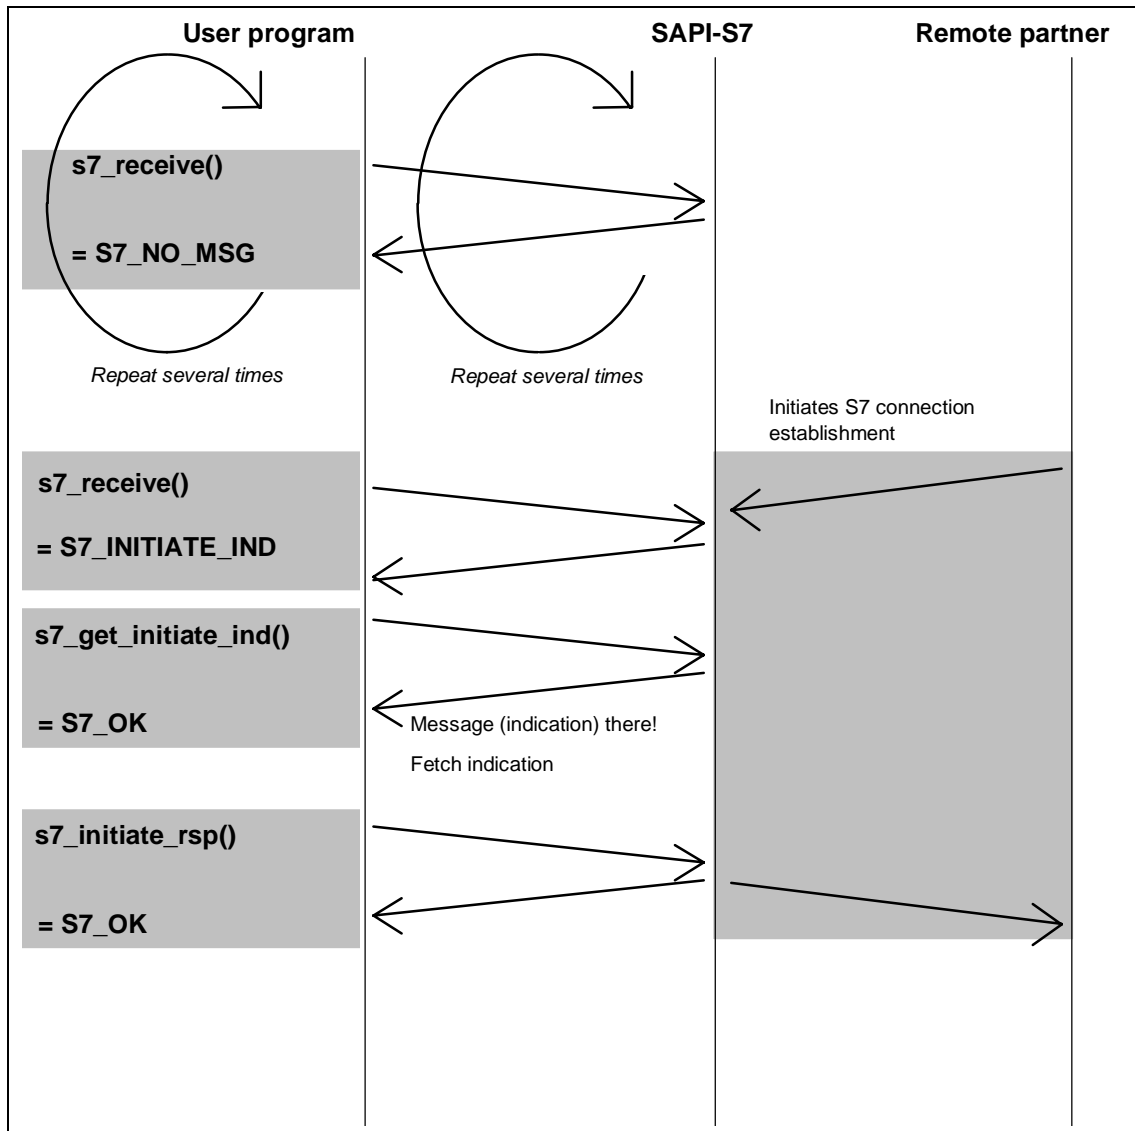 User program
SAPI-S7
Remote partner
s7_receive()
= S7_NO_MSG
Repeat several times
Repeat several times
Initiates S7 connection
establishment
s7_receive()
= S7_INITIATE_IND
s7_get_initiate_ind()
= S7_OK
Message (indication) there!
Fetch indication
s7_initiate_rsp()
= S7_OK